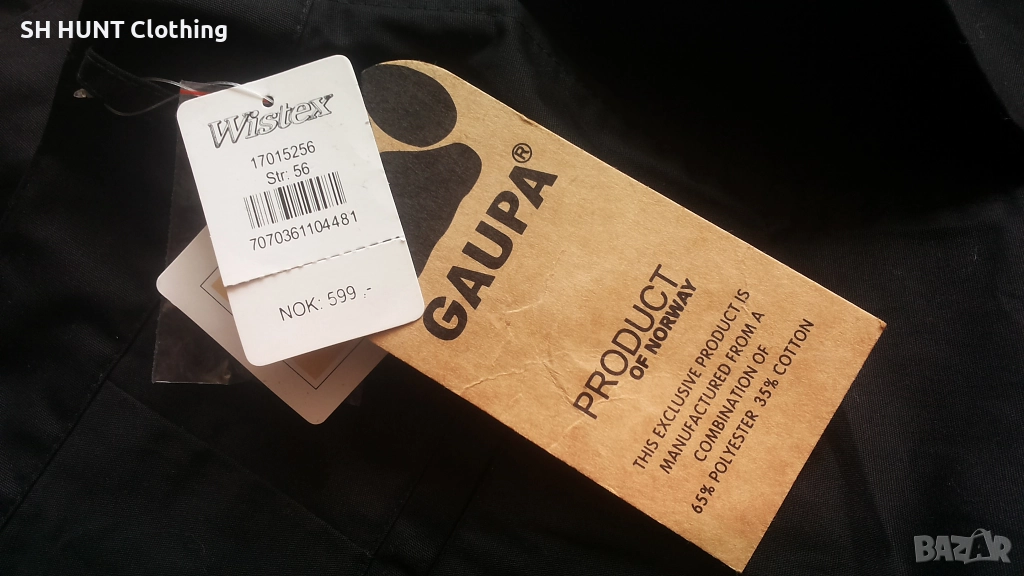 SH HUNT Clothing
Wistex
17015256
Str: 56
7070361104481
NOK: 599 .-
GAUPA®
PRODUCT
OF NORWAY
THIS EXCLUSIVE PRODUCT IS
MANUFACTURED FROM A
COMBINATION OF
65% POLYESTER 35% COTTON
BAZAR